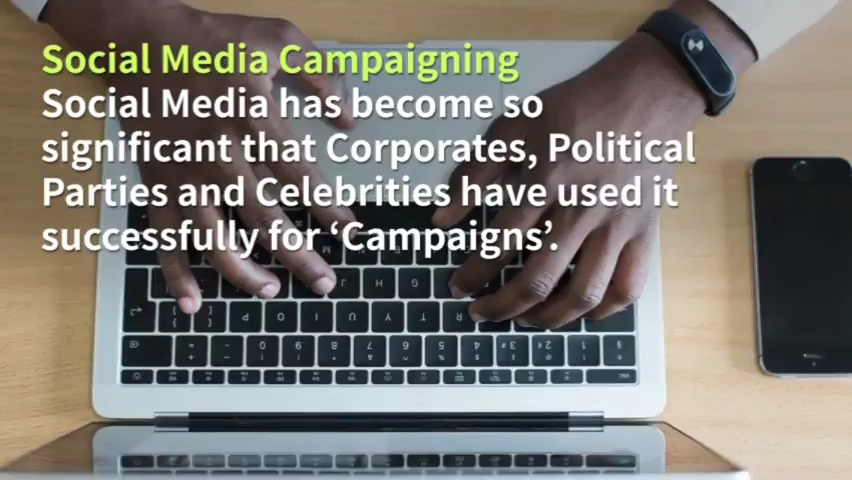 Social Media Campaigning
Social Media has become so
significant that Corporates, Political
Parties and Celebrities have used it
successfully for ‘Campaigns’.